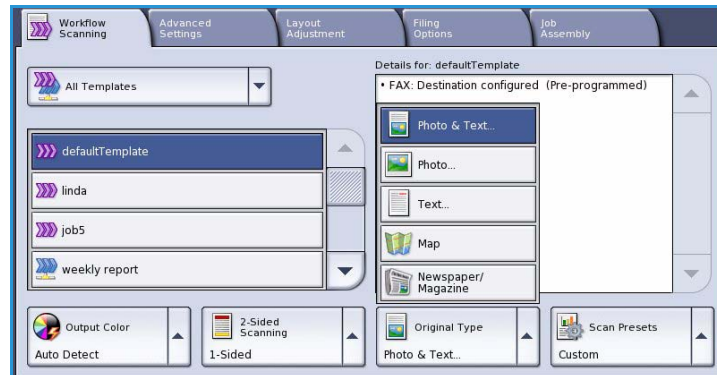 Workflow
Scanning
Advanced
Settings
Layout
Adjustment
Filing
Options
Job
Assembly
All Templates
Details for: defaultTemplate
• FAX: Destination configured (Pre-programmed)
defaultTemplate
linda
job5
weekly report
Photo & Text...
Photo...
Text...
Map
Newspaper/
Magazine
Output Color
Auto Detect
2-Sided
Scanning
1-Sided
Original Type
Photo & Text...
Scan Presets
Custom